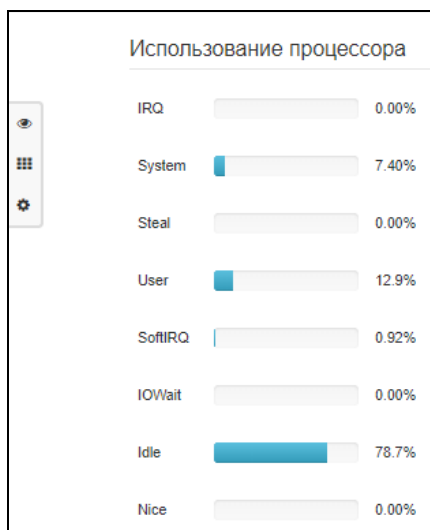 Использование процессора
IRQ 0.00%
System 7.40%
Steal 0.00%
User 12.9%
SoftIRQ 0.92%
IOWait 0.00%
Idle 78.7%
Nice 0.00%